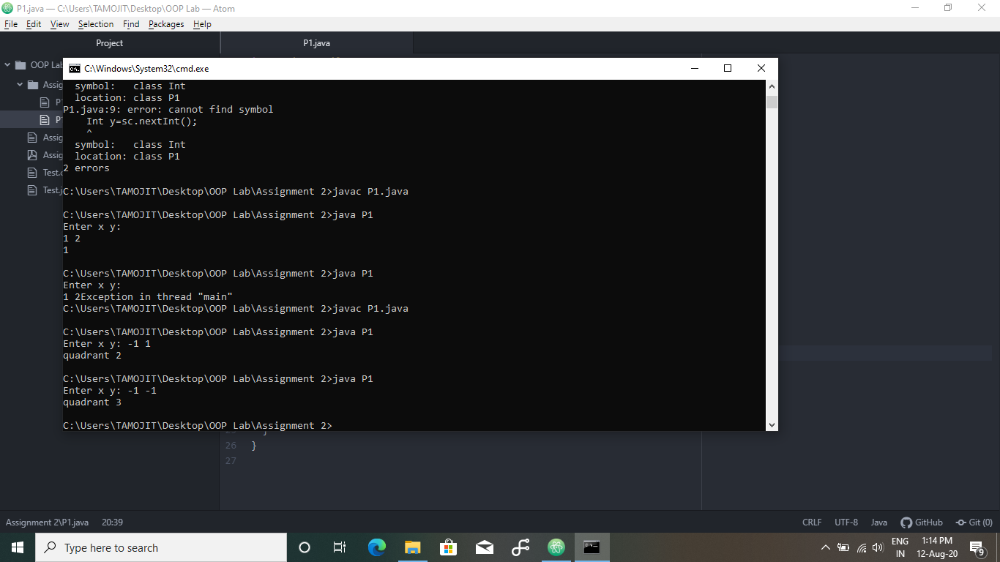 P1.java — C:\Users\TAMOJIT\Desktop\OOP Lab — Atom
File Edit View Selection Find Packages Help
Project P1.java
OOP Lab
Assig
P
P
Assig
Assig
Test.
Test.j
C:\Windows\System32\cmd.exe
symbol:   class Int
location: class P1
P1.java:9: error: cannot find symbol
Int y=sc.nextInt();
^
symbol:   class Int
location: class P1
2 errors
C:\Users\TAMOJIT\Desktop\OOP Lab\Assignment 2>javac P1.java
C:\Users\TAMOJIT\Desktop\OOP Lab\Assignment 2>java P1
Enter x y:
1 2
1
C:\Users\TAMOJIT\Desktop\OOP Lab\Assignment 2>java P1
Enter x y:
1 2Exception in thread "main"
C:\Users\TAMOJIT\Desktop\OOP Lab\Assignment 2>javac P1.java
C:\Users\TAMOJIT\Desktop\OOP Lab\Assignment 2>java P1
Enter x y: -1 1
quadrant 2
C:\Users\TAMOJIT\Desktop\OOP Lab\Assignment 2>java P1
Enter x y: -1 -1
quadrant 3
C:\Users\TAMOJIT\Desktop\OOP Lab\Assignment 2>
26 }
27
Assignment 2\P1.java 20:39 CRLF UTF-8 Java GitHub Git (0)
Type here to search
ENG
IN
1:14 PM
12-Aug-20
9